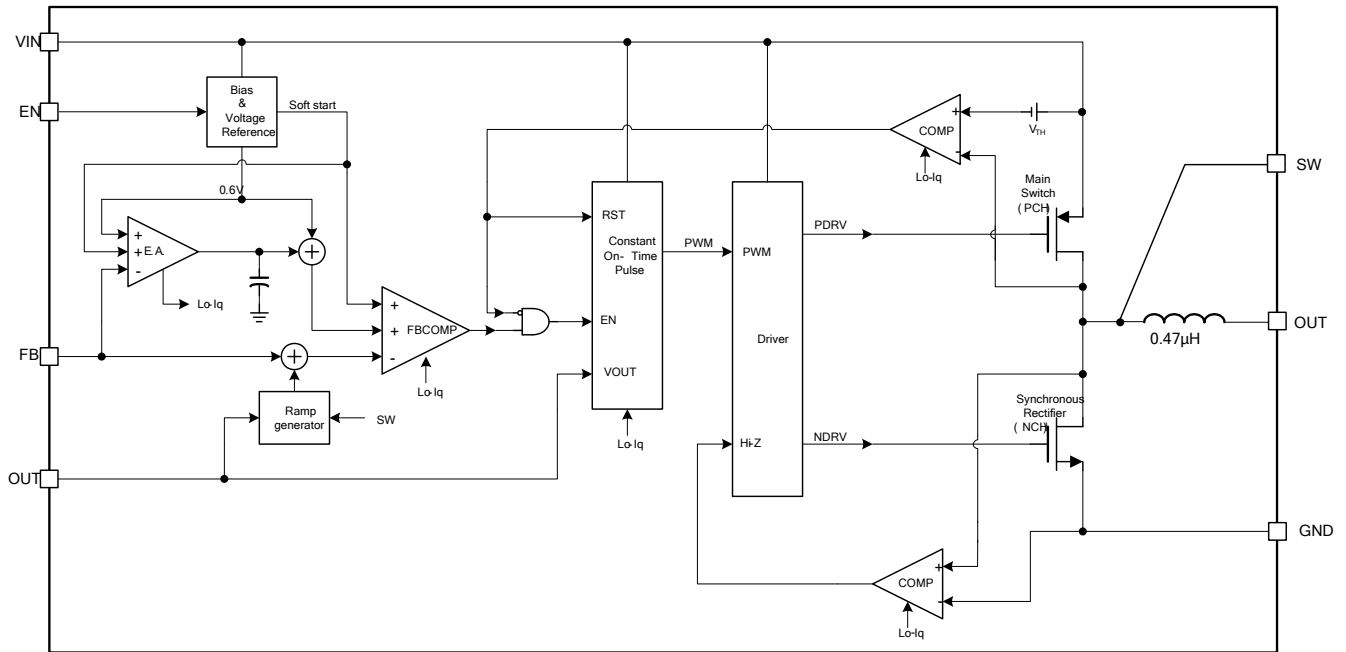 VIN
EN
Bias
&
Voltage
Reference
Soft start
0.6V
+
+
-
E.A.
+
Lo-Iq
FB
+
+
+
-
FBCOMP
Lo-Iq
Ramp
generator
SW
OUT
RST
Constant
On- Time
Pulse
EN
VOUT
Lo-Iq
PWM
PWM
Driver
Hi-Z
PDRV
NDRV
+
-
COMP
Lo-Iq
VTH
Main
Switch
( PCH)
SW
OUT
0.47µH
Synchronous
Rectifier
( NCH)
GND
+
-
COMP
Lo-Iq